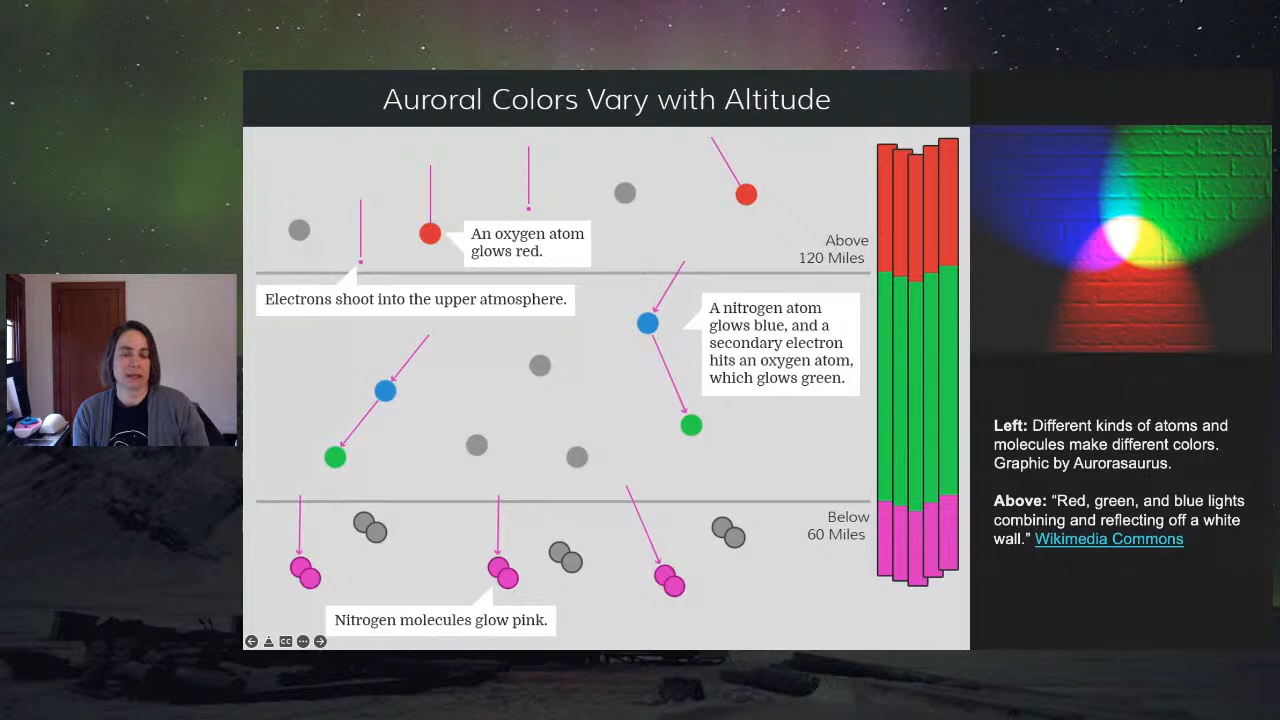 Auroral Colors Vary with Altitude
An oxygen atom
glows red.
Above
120 Miles
Electrons shoot into the upper atmosphere.
A nitrogen atom
glows blue, and a
secondary electron
hits an oxygen atom,
which glows green.
Below
60 Miles
Nitrogen molecules glow pink.
CC
Left: Different kinds of atoms and
molecules make different colors.
Graphic by Aurorasaurus.
Above: “Red, green, and blue lights
combining and reflecting off a white
wall.” Wikimedia Commons